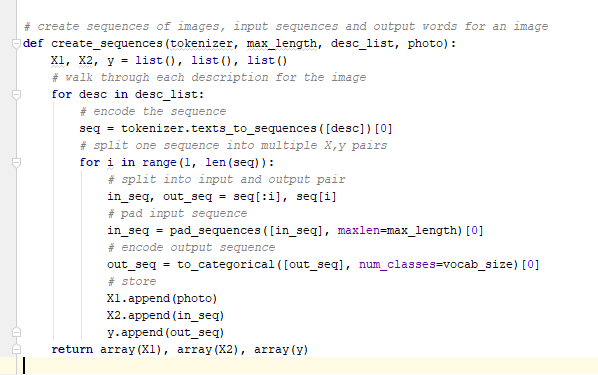 # create sequences of images, input sequences and output words for an image
def create_sequences(tokenizer, max_length, desc_list, photo):
    X1, X2, y = list(), list(), list()
    # walk through each description for the image
    for desc in desc_list:
        # encode the sequence
        seq = tokenizer.texts_to_sequences([desc])[0]
        # split one sequence into multiple X,y pairs
        for i in range(1, len(seq)):
            # split into input and output pair
            in_seq, out_seq = seq[:i], seq[i]
            # pad input sequence
            in_seq = pad_sequences([in_seq], maxlen=max_length)[0]
            # encode output sequence
            out_seq = to_categorical([out_seq], num_classes=vocab_size)[0]
            # store
            X1.append(photo)
            X2.append(in_seq)
            y.append(out_seq)
    return array(X1), array(X2), array(y)